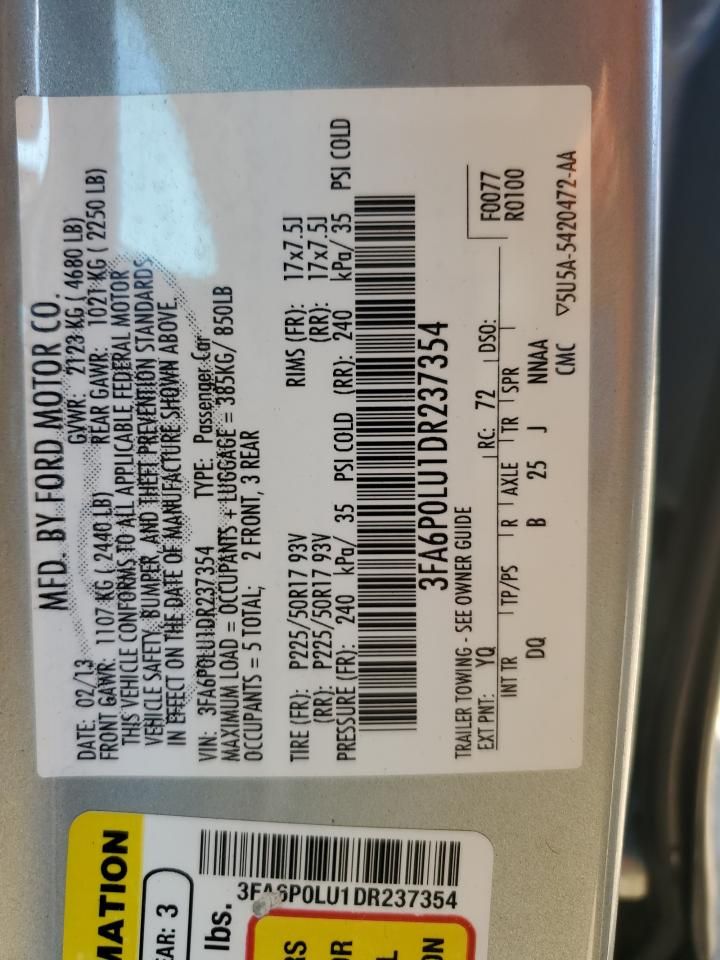 MFD. BY FORD MOTOR CO.
DATE: 02/13 GVWR: 2123 KG ( 4680 LB)
FRONT GAWR: 1107 KG ( 2440 LB) REAR GAWR: 1021 KG ( 2250 LB)
THIS VEHICLE CONFORMS TO ALL APPLICABLE FEDERAL MOTOR
VEHICLE SAFETY, BUMPER, AND THEFT PREVENTION STANDARDS
IN EFFECT ON THE DATE OF MANUFACTURE SHOWN ABOVE.
VIN: 3FA6P0LU1DR237354 TYPE: Passenger Car
MAXIMUM LOAD = OCCUPANTS + LUGGAGE = 385KG/ 850LB
OCCUPANTS = 5 TOTAL; 2 FRONT, 3 REAR
TIRE (FR): P225/50R17 93V RIMS (FR): 17x7.5J
(RR): P225/50R17 93V (RR): 17x7.5J
PRESSURE (FR): 240 kPa/ 35 PSI COLD (RR): 240 kPa/ 35 PSI COLD
3FA6P0LU1DR237354
TRAILER TOWING - SEE OWNER GUIDE
F0077
R0100
EXT PNT: YQ RC: 72 DSO:
INT TR TP/PS R AXLE TR SPR
DQ B 25 J NNAA
CMC ▽5U5A-5420472-AA
MATION
EAR: 3
lbs.
3FA6P0LU1DR237354
RS
OR
L
ON